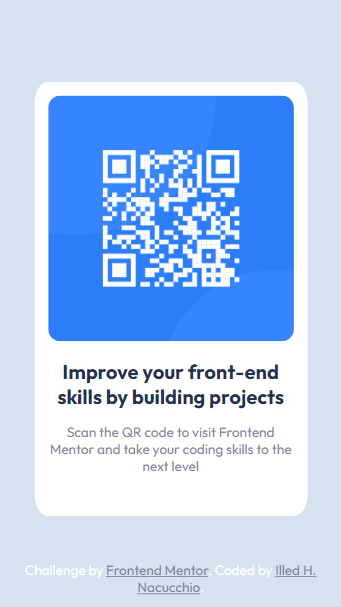 Improve your front-end
skills by building projects
Scan the QR code to visit Frontend
Mentor and take your coding skills to the
next level
Challenge by Frontend Mentor. Coded by Illed H.
Nacucchio.